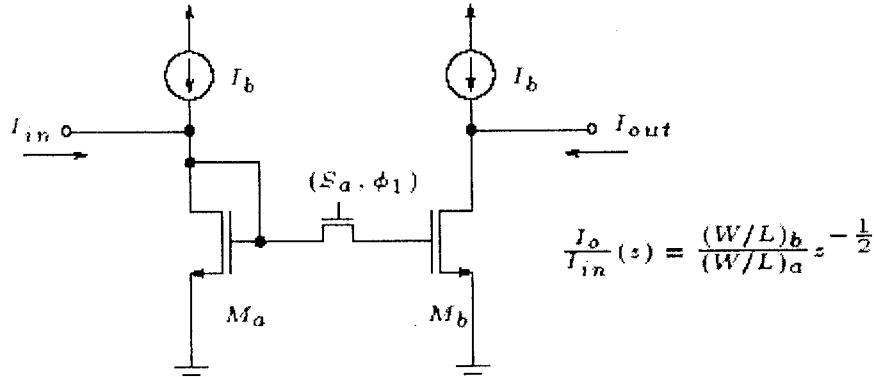 I_b
I_b
I_in
I_out
(S_a, ϕ_1)
I_o/I_in (z) = (W/L)_b/(W/L)_a z^{-1/2}
M_a
M_b